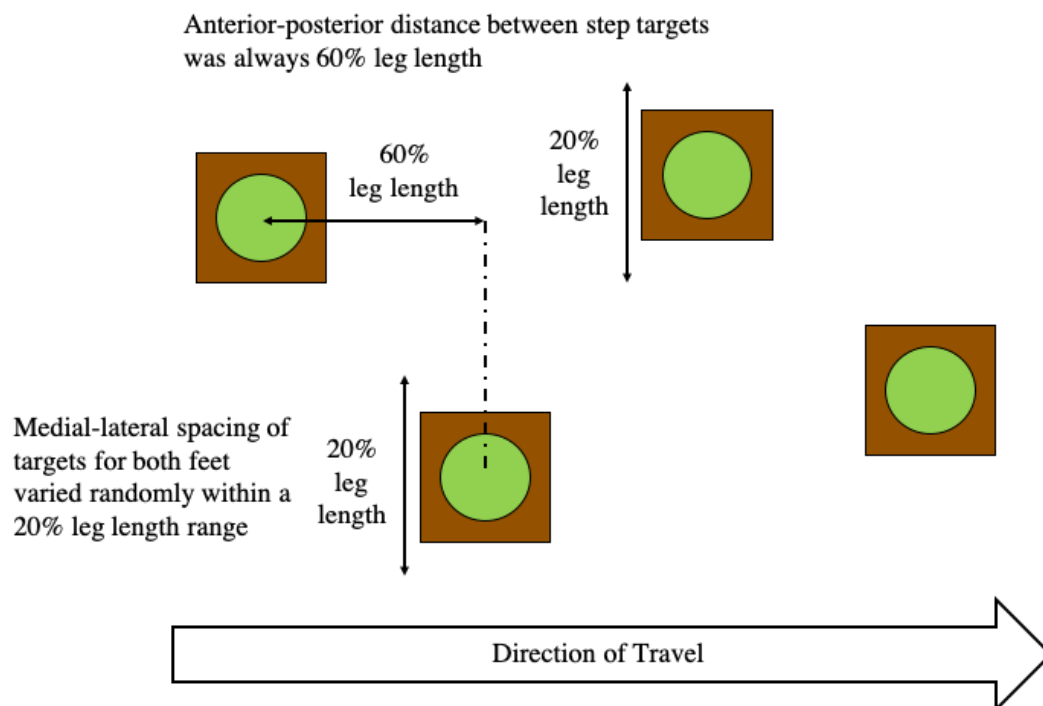 Anterior-posterior distance between step targets
was always 60% leg length
60%
leg length
20%
leg
length
Medial-lateral spacing of
targets for both feet
varied randomly within a
20% leg length range
20%
leg
length
Direction of Travel